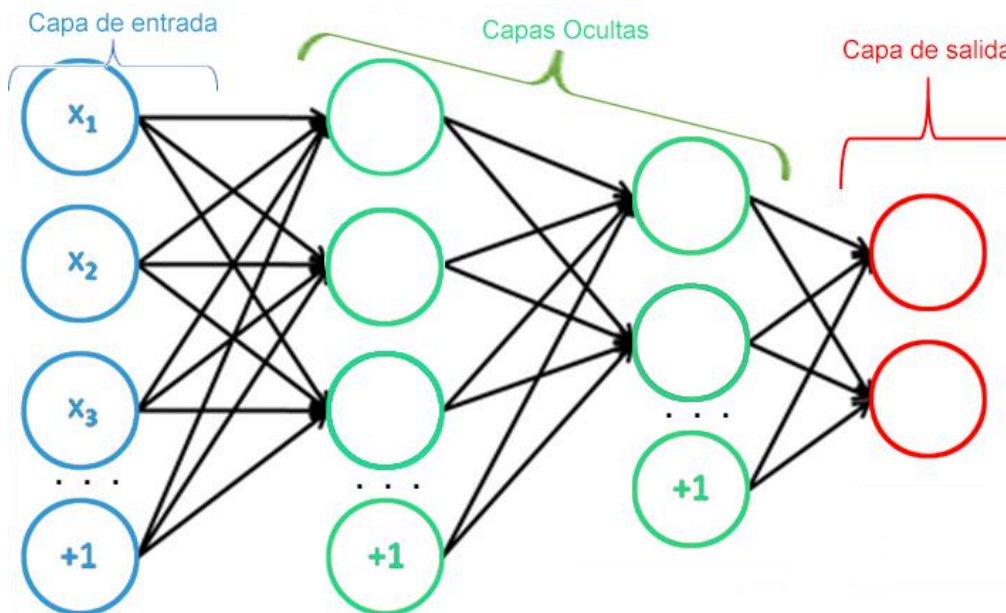 Capa de entrada
Capas Ocultas
Capa de salida
x1
x2
x3
. . .
+1
. . .
+1
. . .
+1